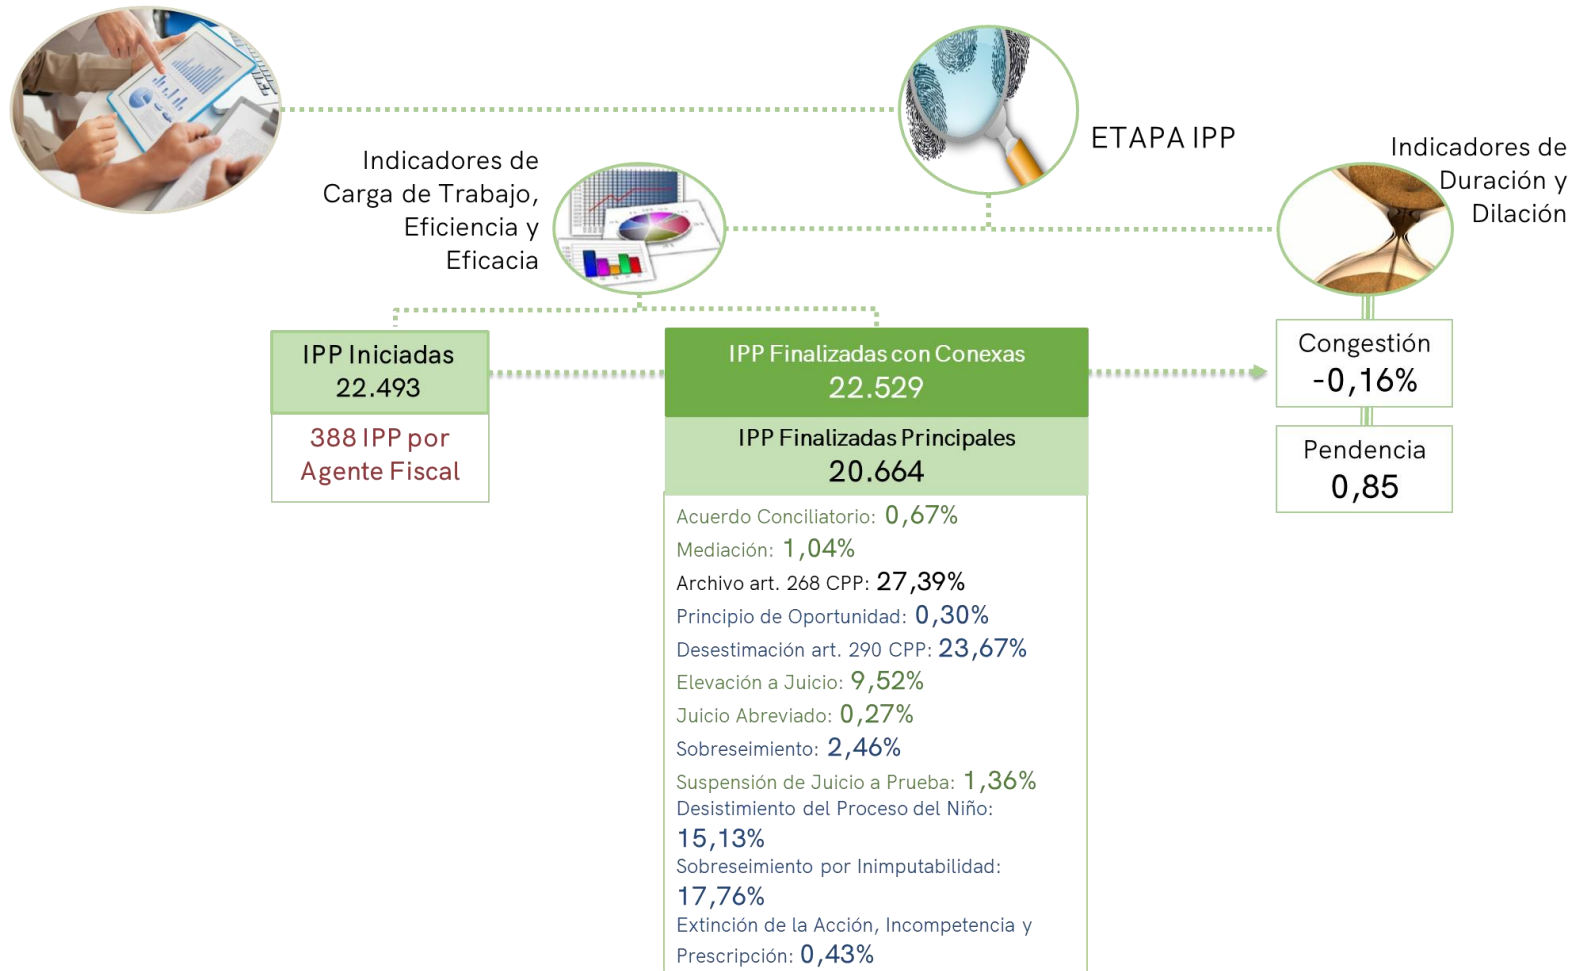 ETAPA IPP
Indicadores de
Carga de Trabajo,
Eficiencia y
Eficacia
Indicadores de
Duración y
Dilación
IPP Iniciadas
22.493
388 IPP por
Agente Fiscal
IPP Finalizadas con Conexas
22.529
IPP Finalizadas Principales
20.664
Acuerdo Conciliatorio: 0,67%
Mediación: 1,04%
Archivo art. 268 CPP: 27,39%
Principio de Oportunidad: 0,30%
Desestimación art. 290 CPP: 23,67%
Elevación a Juicio: 9,52%
Juicio Abreviado: 0,27%
Sobreseimiento: 2,46%
Suspensión de Juicio a Prueba: 1,36%
Desistimiento del Proceso del Niño:
15,13%
Sobreseimiento por Inimputabilidad:
17,76%
Extinción de la Acción, Incompetencia y
Prescripción: 0,43%
Congestión
-0,16%
Pendencia
0,85